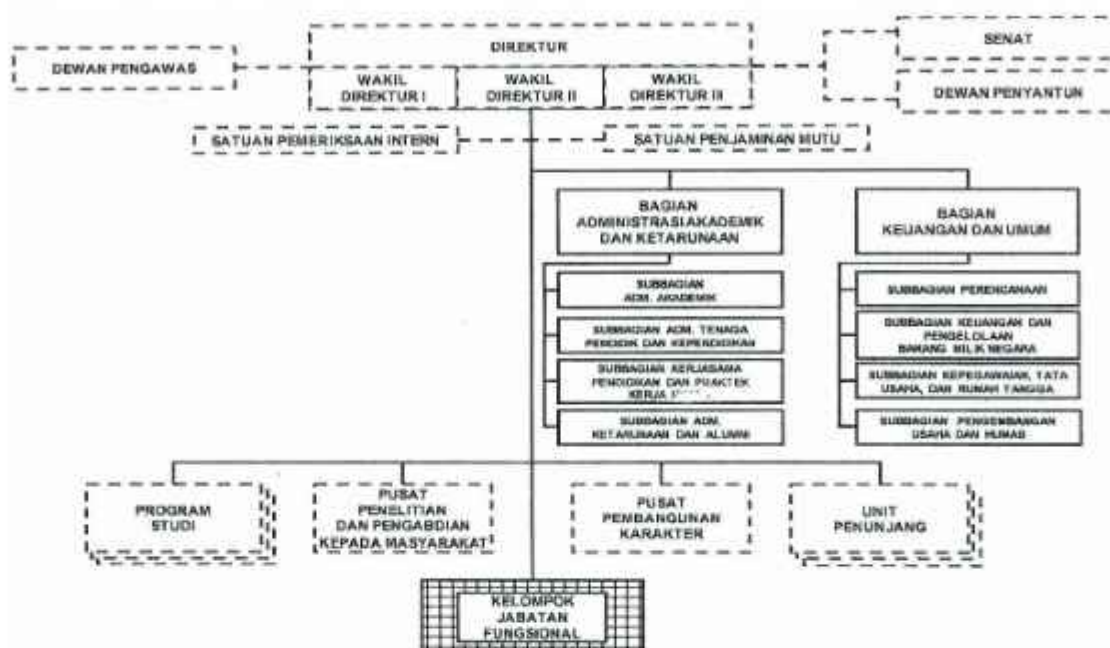 DIREKTUR
SENAT
DEWAN PENGAWAS
WAKIL
DIREKTUR I
WAKIL
DIREKTUR II
WAKIL
DIREKTUR III
DEWAN PENYANTUN
SATUAN PEMERIKSAAN INTERN
SATUAN PENJAMINAN MUTU
BAGIAN
ADMINISTRASI AKADEMIK
DAN KETARUNAAN
BAGIAN
KEUANGAN DAN UMUM
SUBBAGIAN
ADM. AKADEMIK
SUBBAGIAN PERENCANAAN
SUBBAGIAN ADM. TENAGA
PENDIDIK DAN KEPENDIDIKAN
SUBBAGIAN KEUANGAN DAN
PENGELOLAAN
BARANG MILIK NEGARA
SUBBAGIAN KERJASAMA
PENDIDIKAN DAN PRAKTEK
KERJA
SUBBAGIAN KEPEGAWAIAN, TATA
USAHA, DAN RUMAH TANGGA
SUBBAGIAN ADM.
KETARUNAAN DAN ALUMNI
SUBBAGIAN PENGEMBANGAN
USAHA DAN HUMAS
PROGRAM
STUDI
PUSAT
PENELITIAN
DAN PENGABDIAN
KEPADA MASYARAKAT
PUSAT
PEMBANGUNAN
KARAKTER
UNIT
PENUNJANG
KELOMPOK
JABATAN
FUNGSIONAL